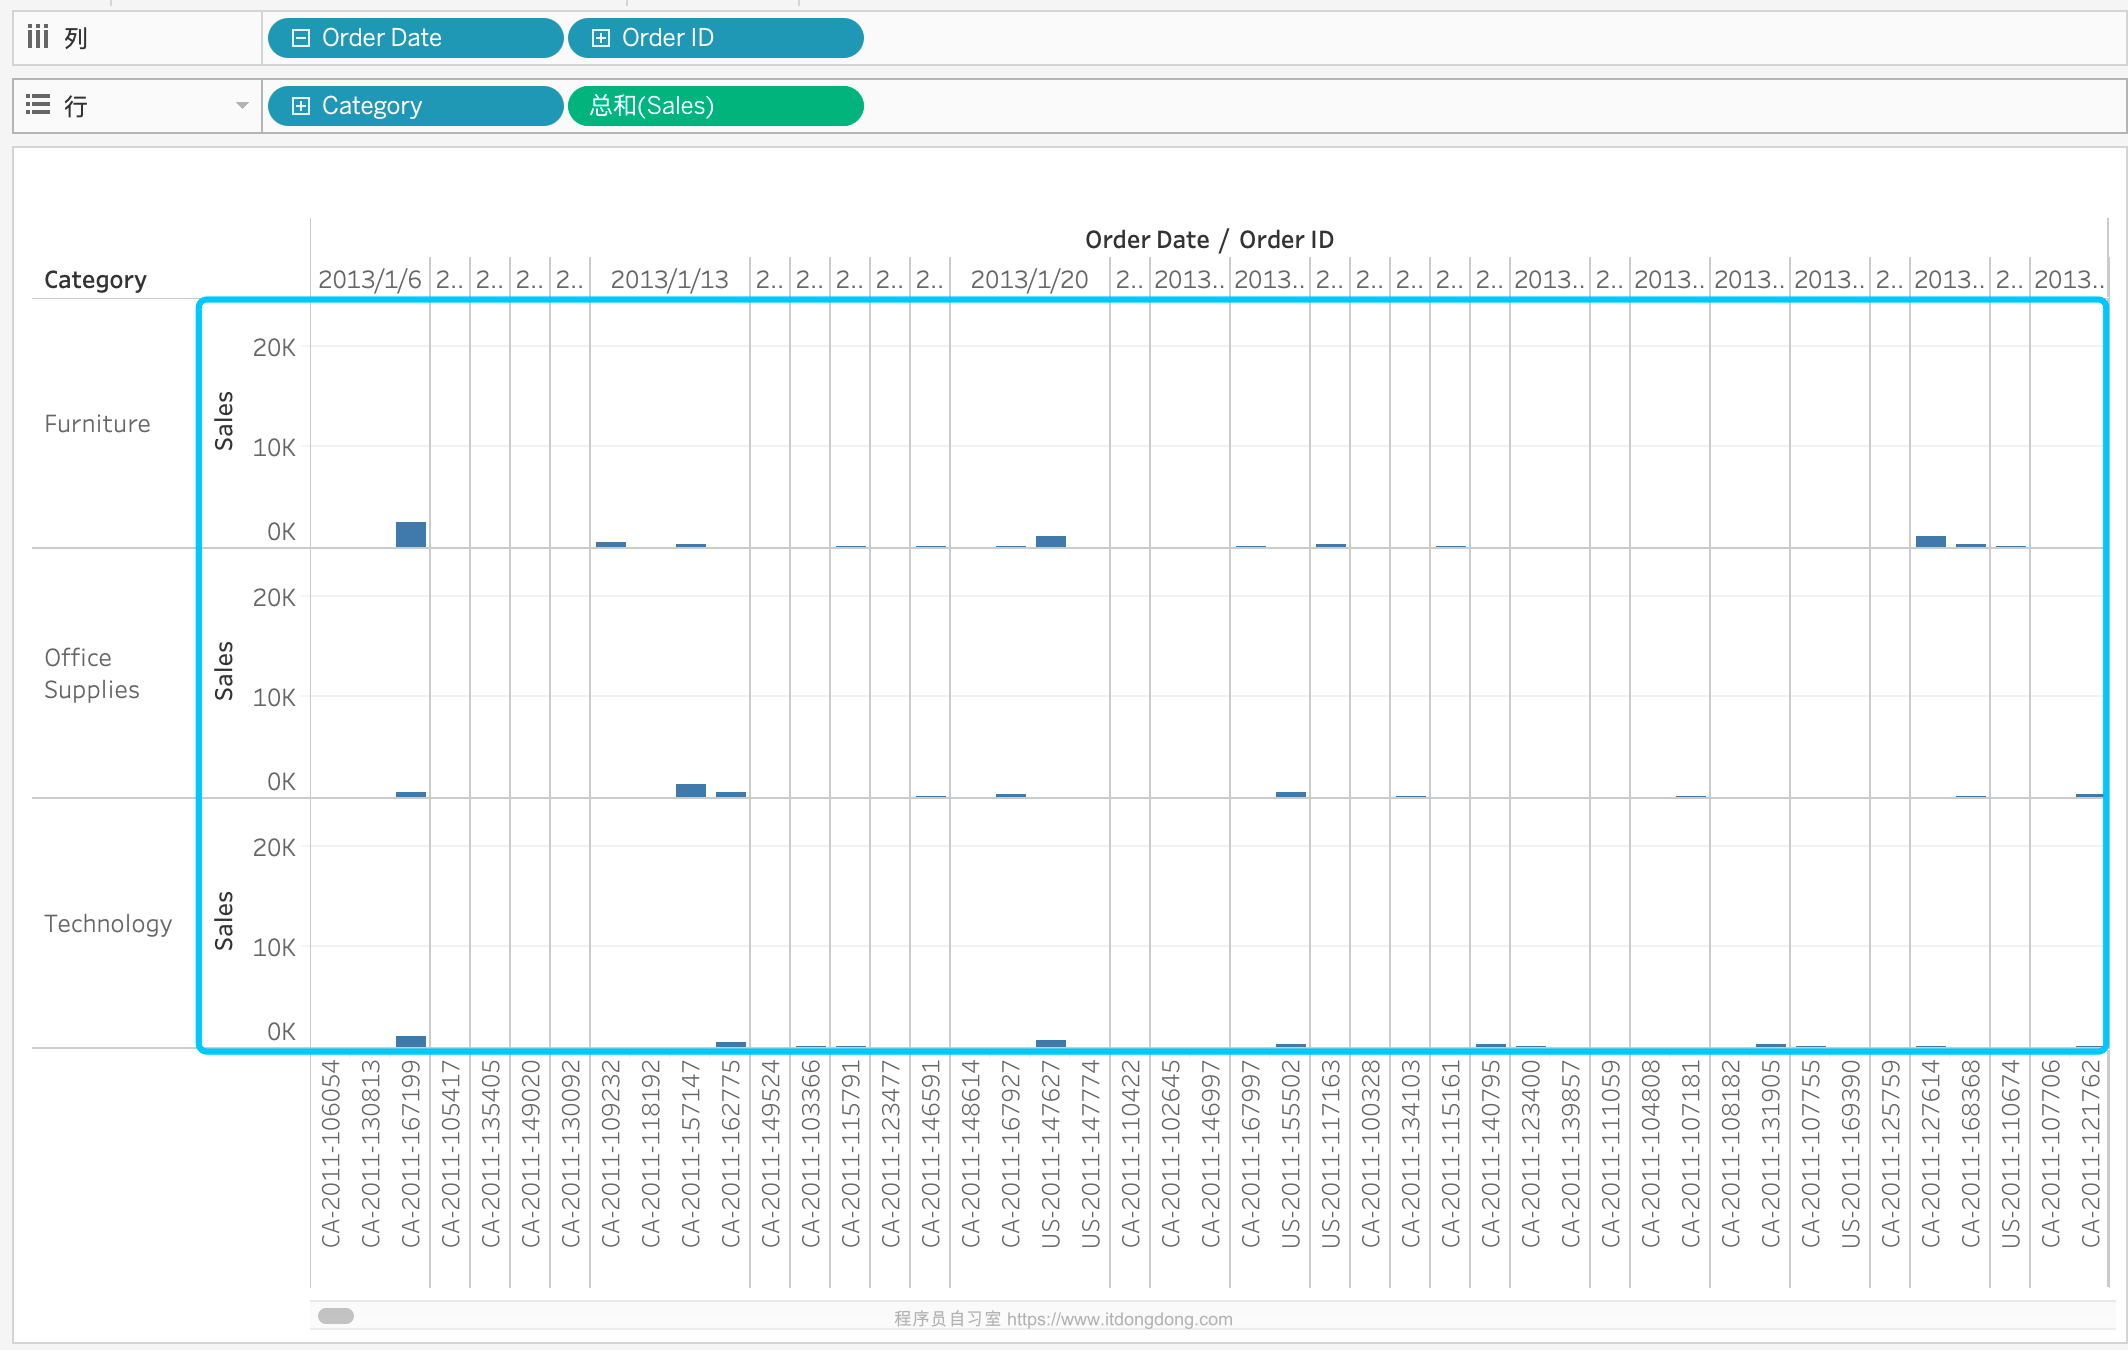 列 Order Date Order ID
行 Category 总和(Sales)
Order Date / Order ID
Category 2013/1/6 2.. 2.. 2.. 2.. 2013/1/13 2.. 2.. 2.. 2.. 2.. 2013/1/20 2.. 2013.. 2013.. 2.. 2.. 2.. 2.. 2.. 2013.. 2.. 2013.. 2013.. 2013.. 2.. 2013.. 2.. 2013..
Furniture
Sales
20K
10K
0K
Office
Supplies
Sales
20K
10K
0K
Technology
Sales
20K
10K
0K
CA-2011-106054
CA-2011-130813
CA-2011-167199
CA-2011-105417
CA-2011-135405
CA-2011-149020
CA-2011-130092
CA-2011-109232
CA-2011-118192
CA-2011-157147
CA-2011-162775
CA-2011-149524
CA-2011-103366
CA-2011-115791
CA-2011-123477
CA-2011-146591
CA-2011-148614
CA-2011-167927
US-2011-147627
US-2011-147774
CA-2011-110422
CA-2011-102645
CA-2011-146997
CA-2011-167997
US-2011-155502
US-2011-117163
CA-2011-100328
CA-2011-134103
CA-2011-115161
CA-2011-140795
CA-2011-123400
CA-2011-139857
CA-2011-111059
CA-2011-104808
CA-2011-107181
CA-2011-108182
CA-2011-131905
CA-2011-107755
US-2011-169390
CA-2011-125759
CA-2011-127614
CA-2011-168368
US-2011-110674
CA-2011-107706
CA-2011-121762
程序员自习室 https://www.itdongdong.com